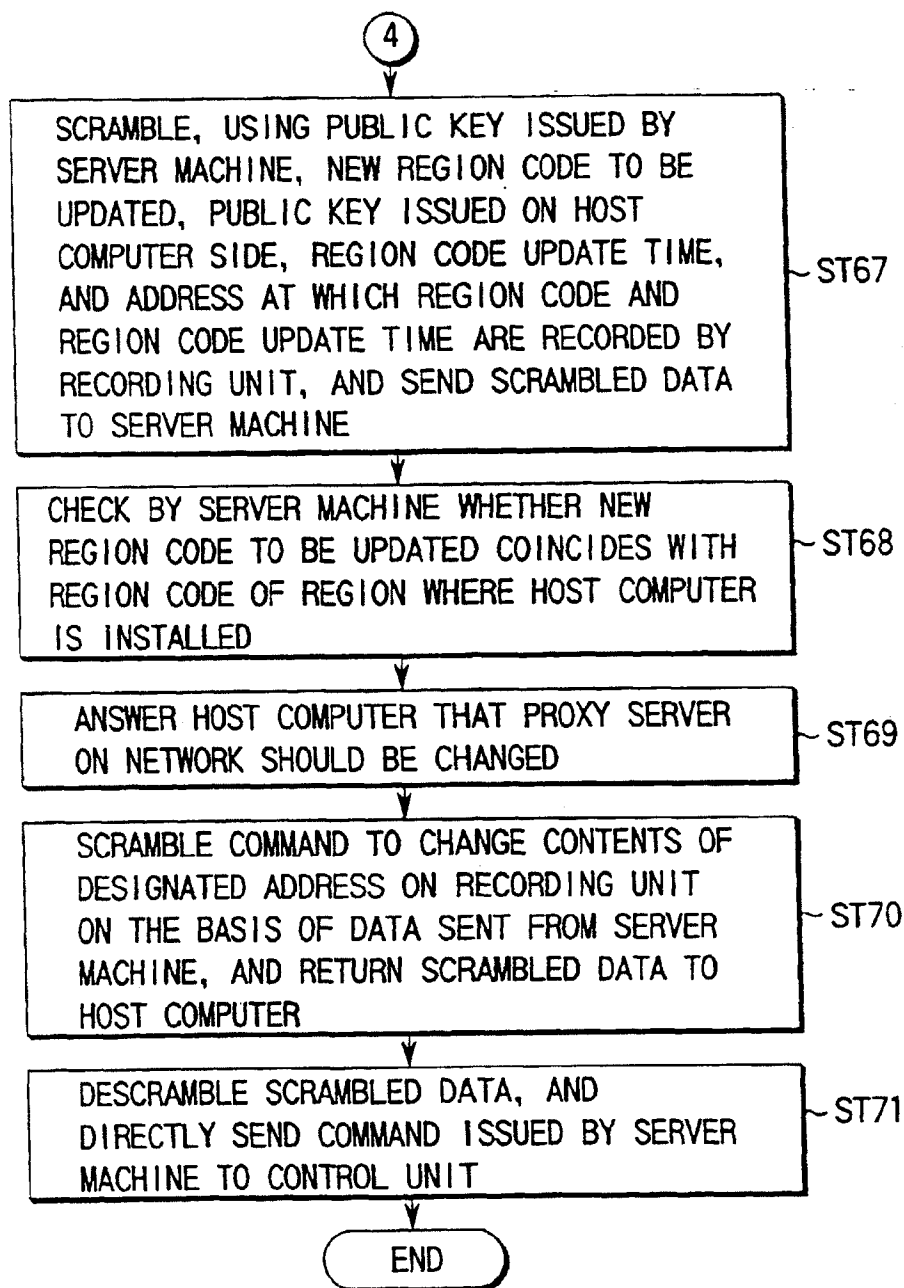 4
SCRAMBLE, USING PUBLIC KEY ISSUED BY
SERVER MACHINE, NEW REGION CODE TO BE
UPDATED, PUBLIC KEY ISSUED ON HOST
COMPUTER SIDE, REGION CODE UPDATE TIME,
AND ADDRESS AT WHICH REGION CODE AND
REGION CODE UPDATE TIME ARE RECORDED BY
RECORDING UNIT, AND SEND SCRAMBLED DATA
TO SERVER MACHINE
ST67
CHECK BY SERVER MACHINE WHETHER NEW
REGION CODE TO BE UPDATED COINCIDES WITH
REGION CODE OF REGION WHERE HOST COMPUTER
IS INSTALLED
ST68
ANSWER HOST COMPUTER THAT PROXY SERVER
ON NETWORK SHOULD BE CHANGED
ST69
SCRAMBLE COMMAND TO CHANGE CONTENTS OF
DESIGNATED ADDRESS ON RECORDING UNIT
ON THE BASIS OF DATA SENT FROM SERVER
MACHINE, AND RETURN SCRAMBLED DATA TO
HOST COMPUTER
ST70
DESCRAMBLE SCRAMBLED DATA, AND
DIRECTLY SEND COMMAND ISSUED BY SERVER
MACHINE TO CONTROL UNIT
ST71
END